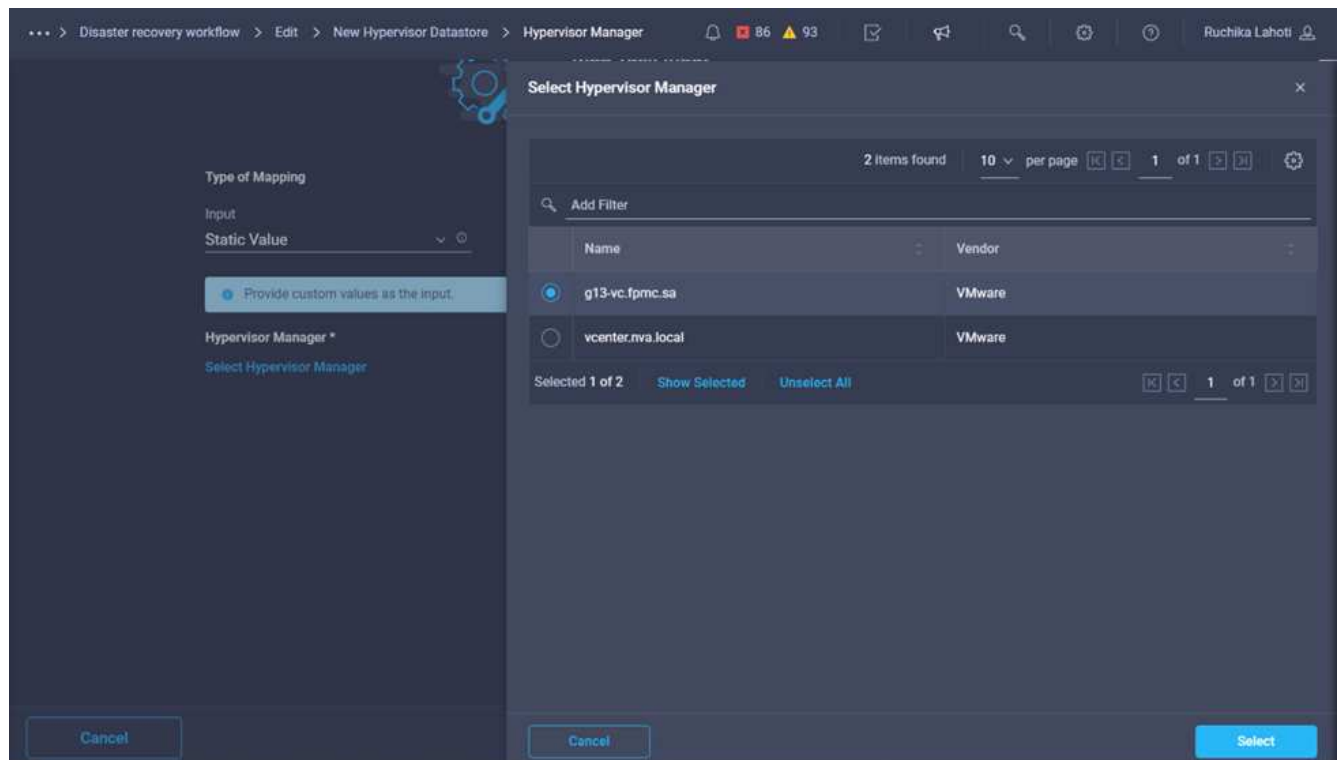 ••• > Disaster recovery workflow > Edit > New Hypervisor Datastore > Hypervisor Manager 86 93 Ruchika Lahoti
Select Hypervisor Manager
2 items found 10 per page 1 of 1
Add Filter
Type of Mapping
Input
Static Value
Provide custom values as the input.
Hypervisor Manager *
Select Hypervisor Manager
Name Vendor
g13-vc.fpmc.sa VMware
vcenter.nva.local VMware
Selected 1 of 2 Show Selected Unselect All 1 of 1
Cancel
Cancel Select